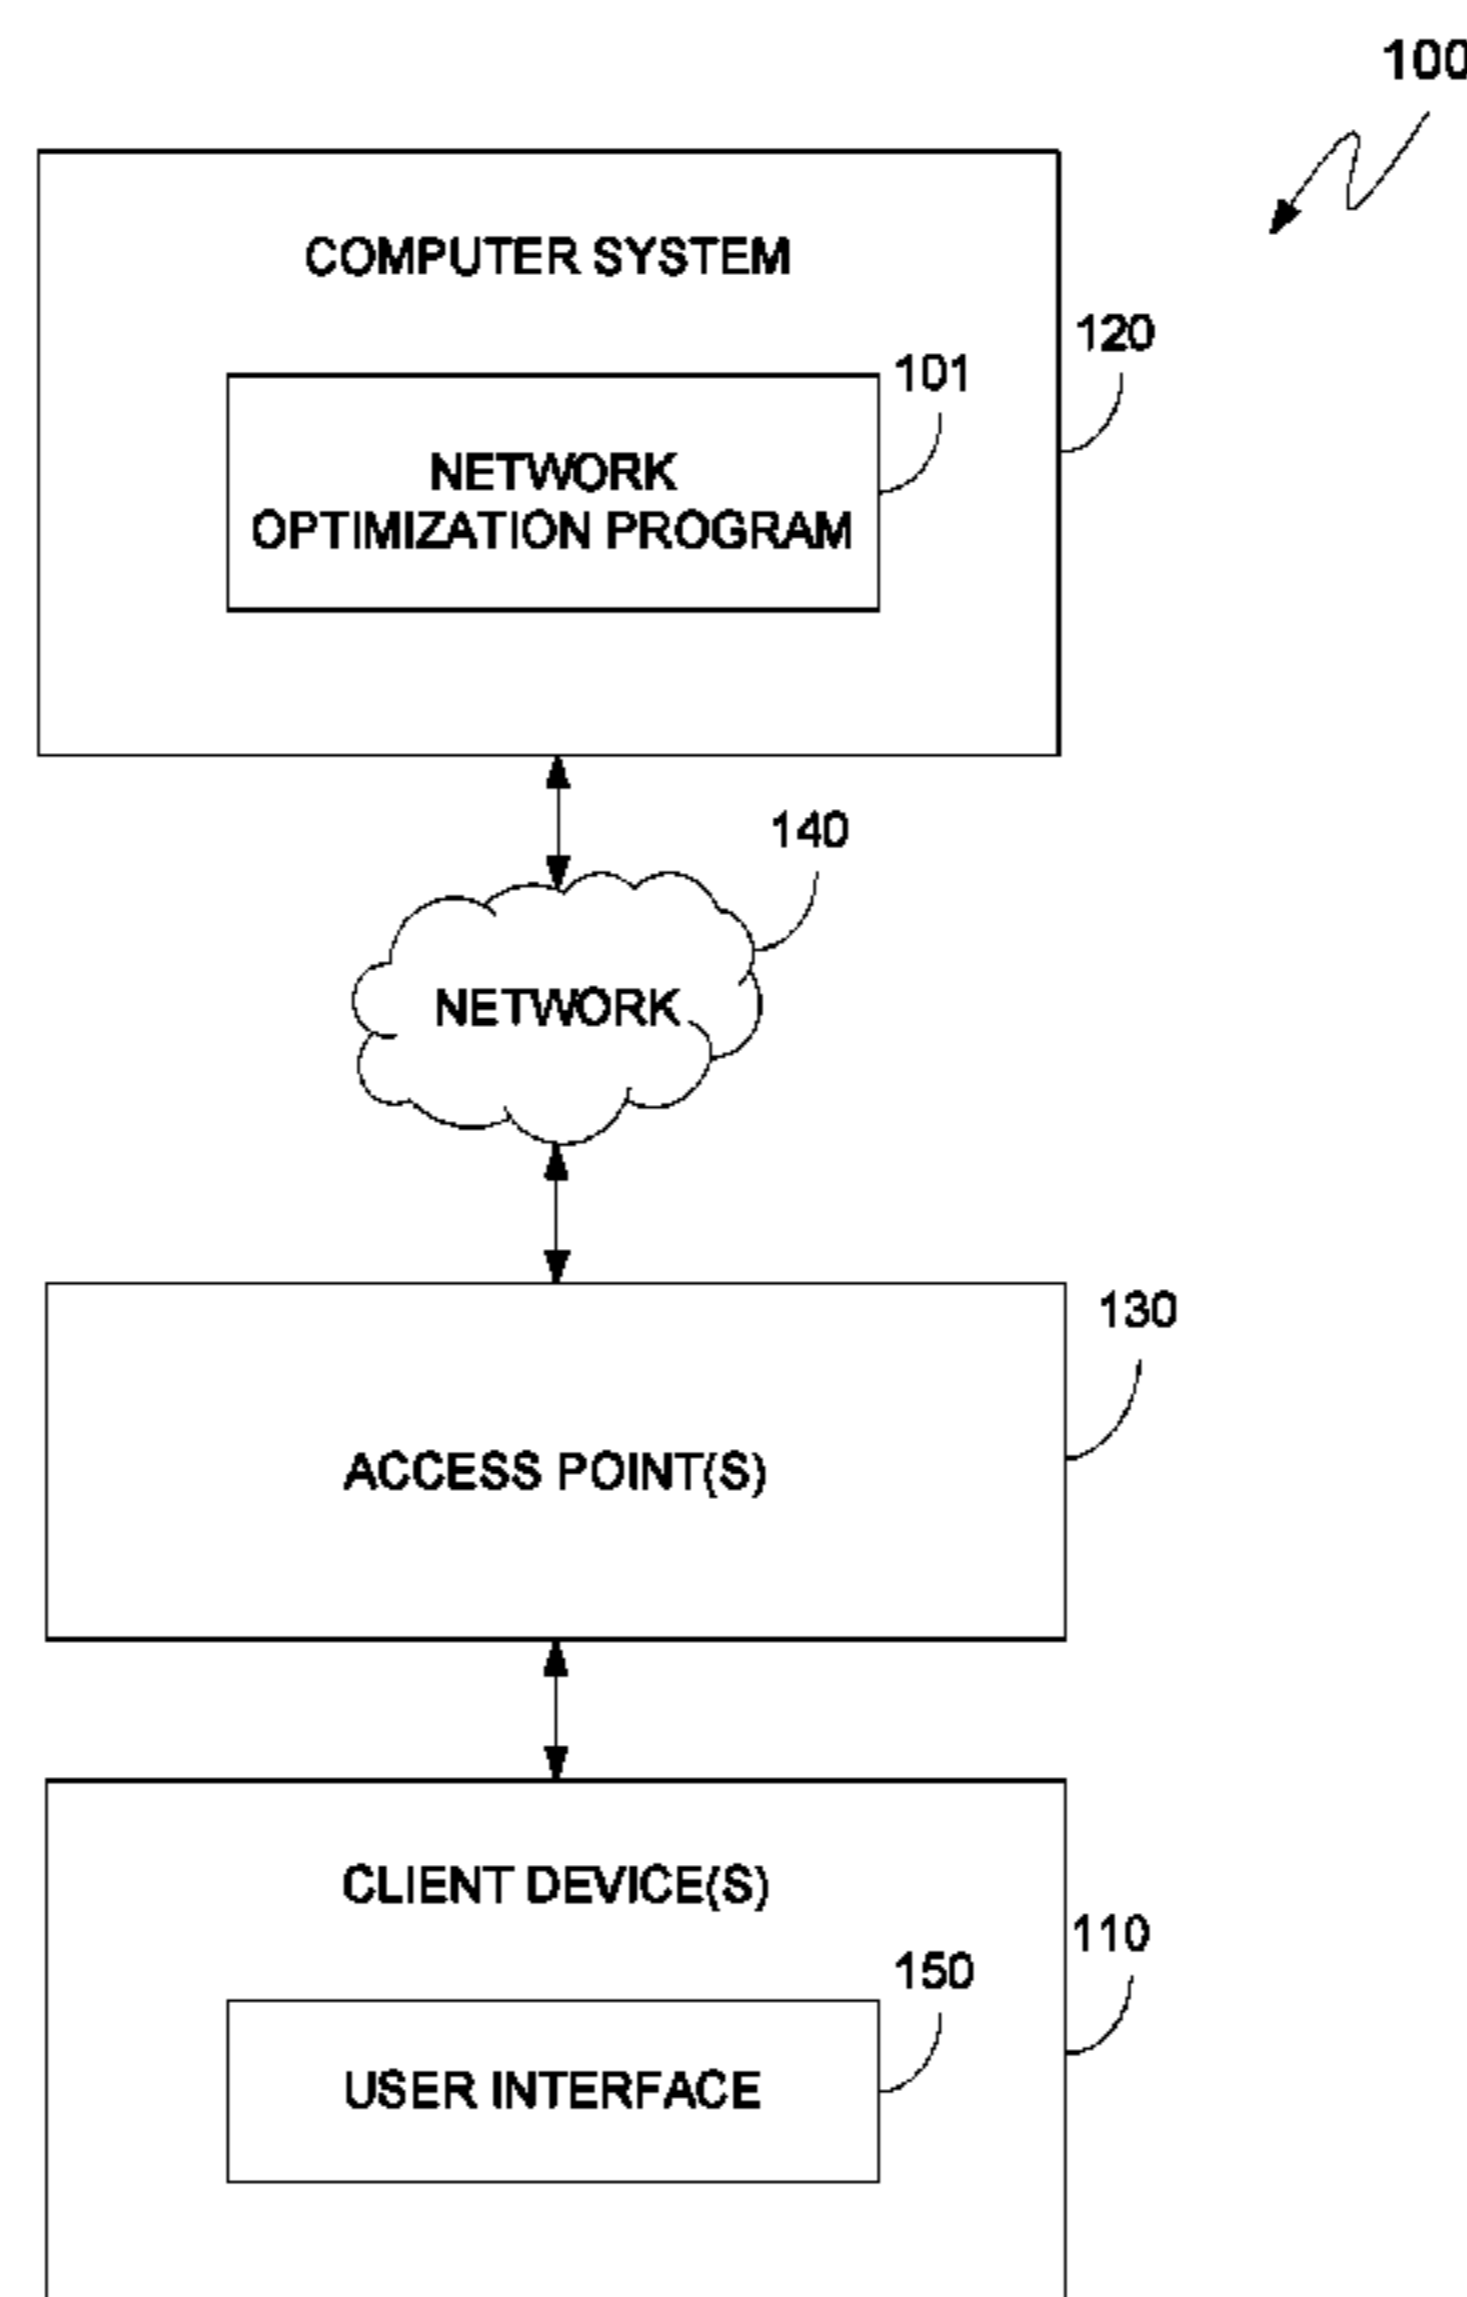 100
COMPUTER SYSTEM
120
101
NETWORK
OPTIMIZATION PROGRAM
140
NETWORK
130
ACCESS POINT(S)
CLIENT DEVICE(S)
110
150
USER INTERFACE